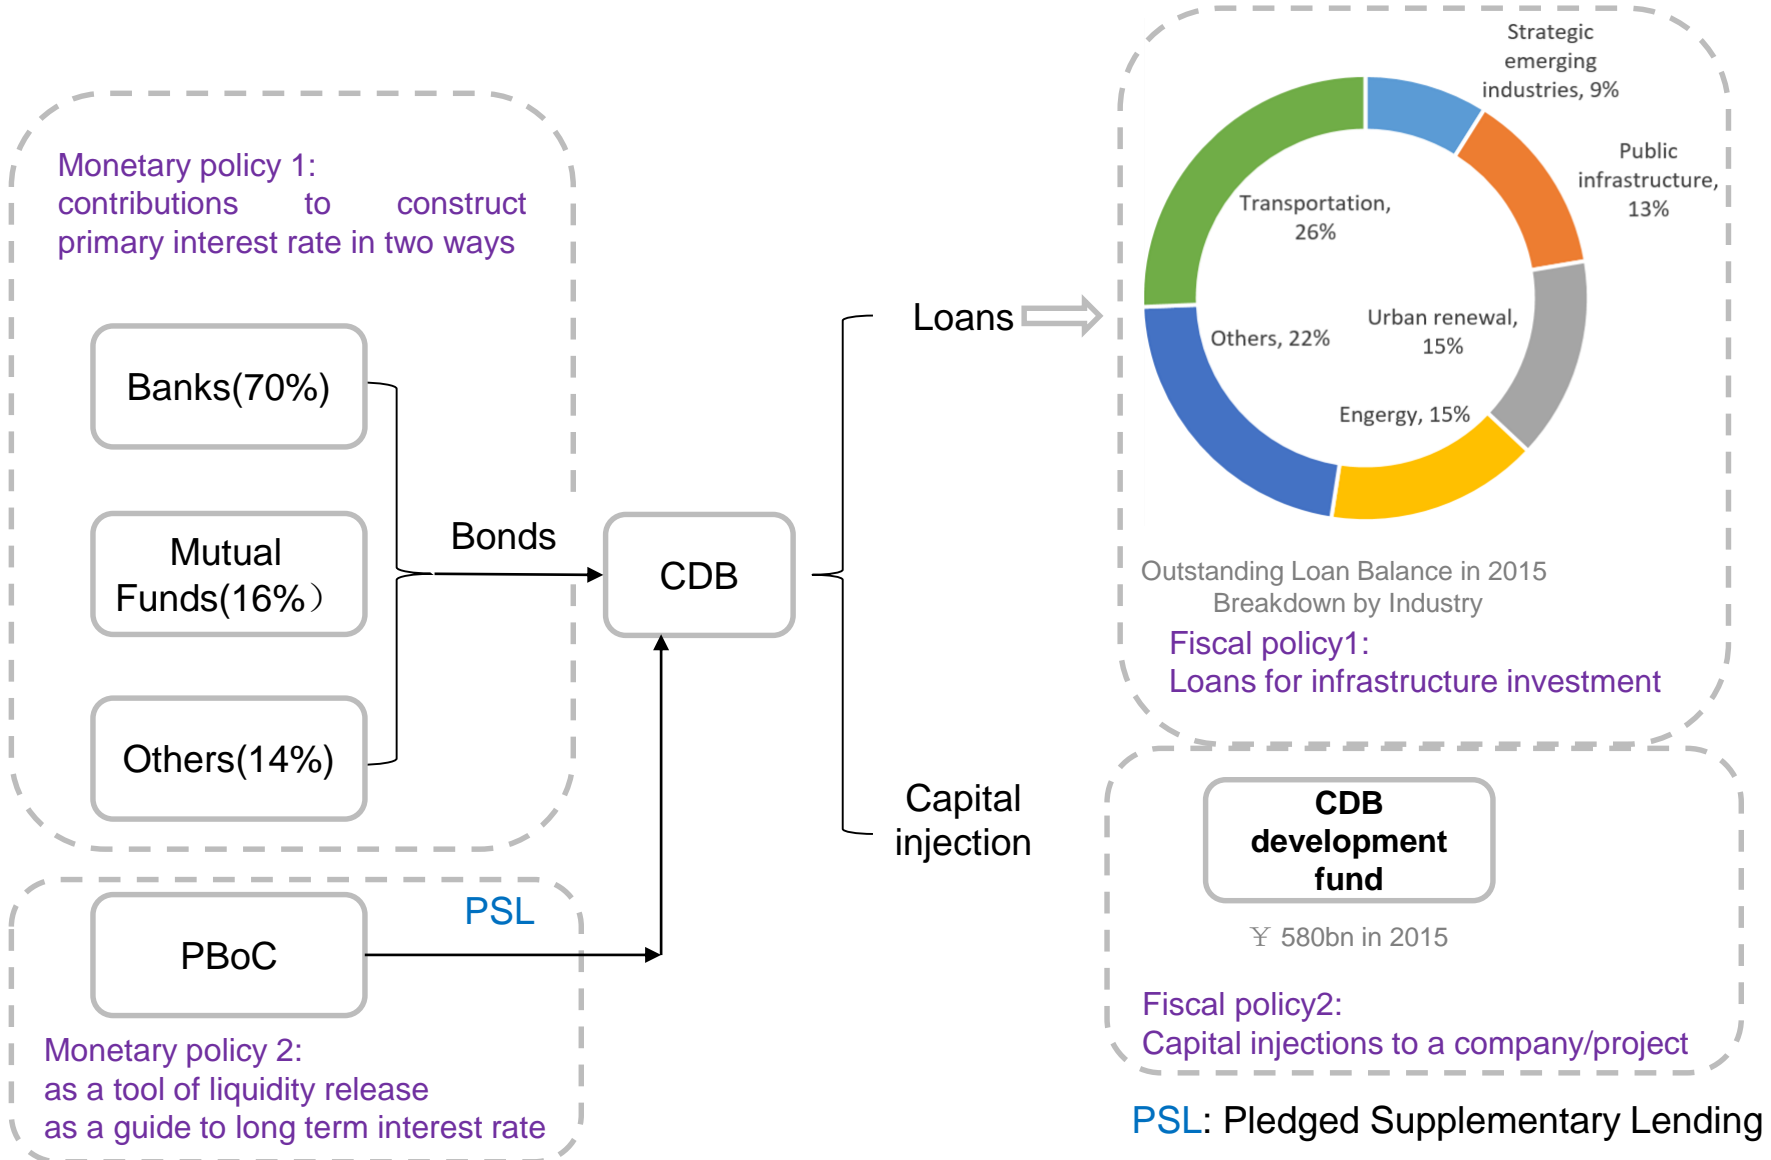 Monetary policy 1:
contributions to construct
primary interest rate in two ways
Banks(70%)
Mutual
Funds(16%）
Others(14%)
Bonds
CDB
PBoC
PSL
Monetary policy 2:
as a tool of liquidity release
as a guide to long term interest rate
Loans
Capital
injection
Strategic
emerging
industries, 9%
Public
infrastructure,
13%
Transportation,
26%
Urban renewal,
15%
Others, 22%
Engergy, 15%
Outstanding Loan Balance in 2015
Breakdown by Industry
Fiscal policy1:
Loans for infrastructure investment
CDB
development
fund
￥ 580bn in 2015
Fiscal policy2:
Capital injections to a company/project
PSL: Pledged Supplementary Lending